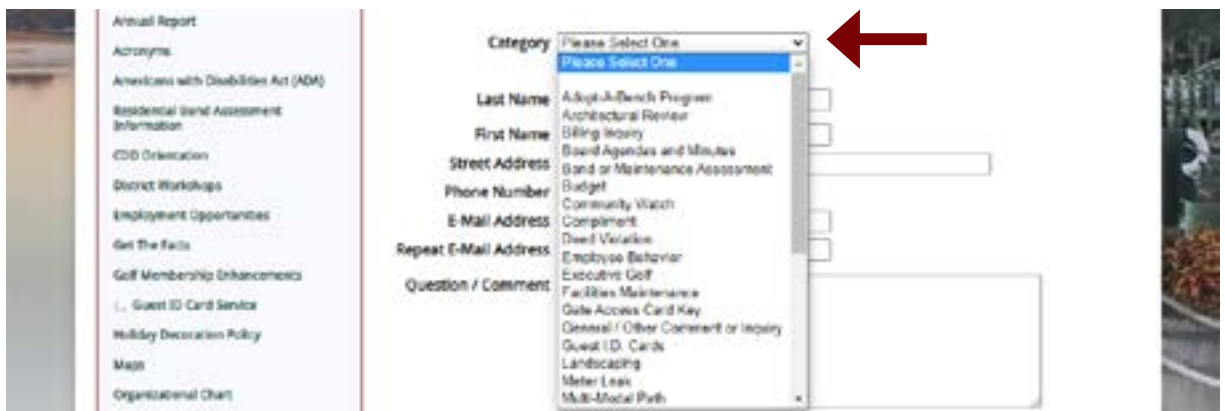 Annual Report
Acronyms
Americans with Disabilities Act (ADA)
Residential Bond Assessment
Information
CDD Orientation
District Workshops
Employment Opportunities
Get The Facts
Golf Membership Enhancements
Guest ID Card Service
Holiday Decoration Policy
Maps
Organizational Chart
Category
Please Select One
Please Select One
Last Name
First Name
Street Address
Phone Number
E-Mail Address
Repeat E-Mail Address
Question / Comment
Adopt-A-Bench Program
Architectural Review
Billing Inquiry
Board Agendas and Minutes
Bond or Maintenance Assessment
Budget
Community Watch
Compliment
Deed Violation
Employee Behavior
Executive Golf
Facilities Maintenance
Gate Access Card Key
General / Other Comment or Inquiry
Guest I.D. Cards
Landscaping
Meter Leak
Multi-Modal Path